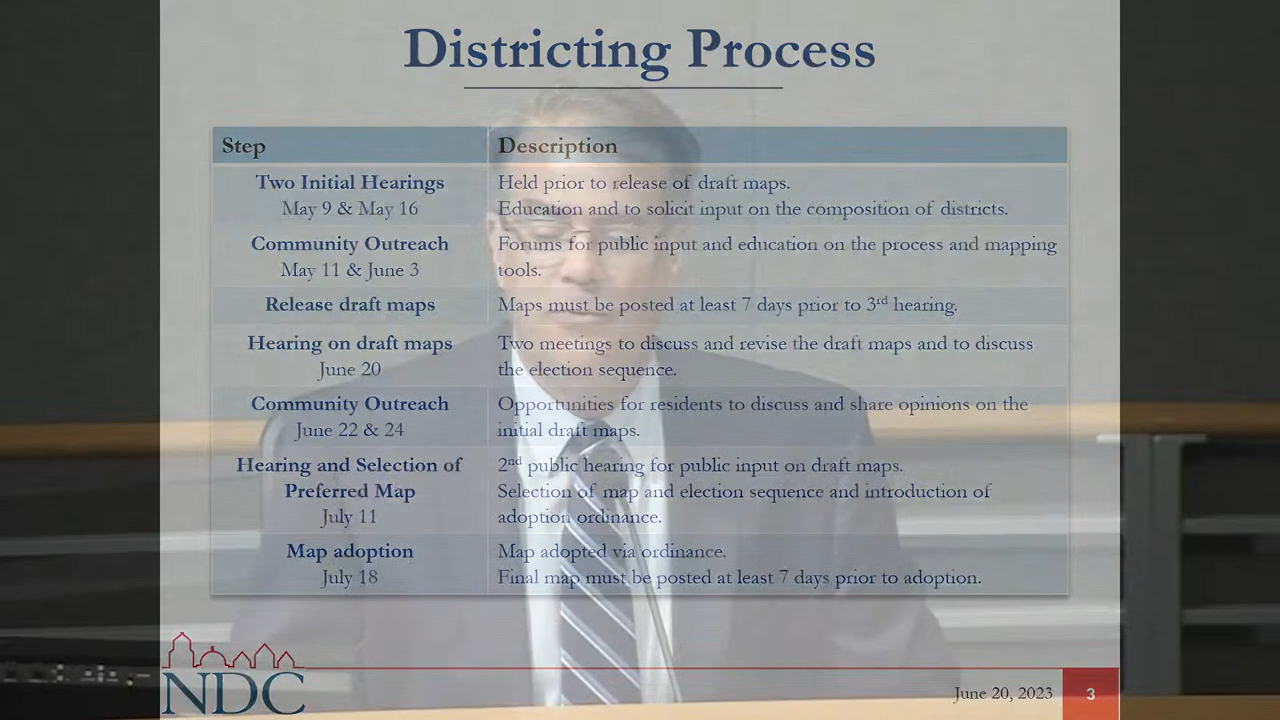 Districting Process
Step
Description
Two Initial Hearings
May 9 & May 16
Held prior to release of draft maps.
Education and to solicit input on the composition of districts.
Community Outreach
May 11 & June 3
Forums for public input and education on the process and mapping
tools.
Release draft maps
Maps must be posted at least 7 days prior to 3rd hearing.
Hearing on draft maps
June 20
Two meetings to discuss and revise the draft maps and to discuss
the election sequence.
Community Outreach
June 22 & 24
Opportunities for residents to discuss and share opinions on the
initial draft maps.
Hearing and Selection of
Preferred Map
July 11
2nd public hearing for public input on draft maps.
Selection of map and election sequence and introduction of
adoption ordinance.
Map adoption
July 18
Map adopted via ordinance.
Final map must be posted at least 7 days prior to adoption.
NDC
June 20, 2023
3